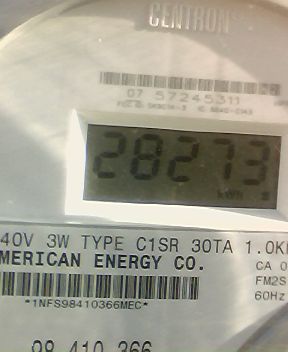 CENTRON
07 57245311
28273
KWH
40V 3W TYPE C1SR 30TA 1.0K
MERICAN ENERGY CO.
CA 0
FM2S
60Hz
*1NFS98410366MEC*
98 410 366